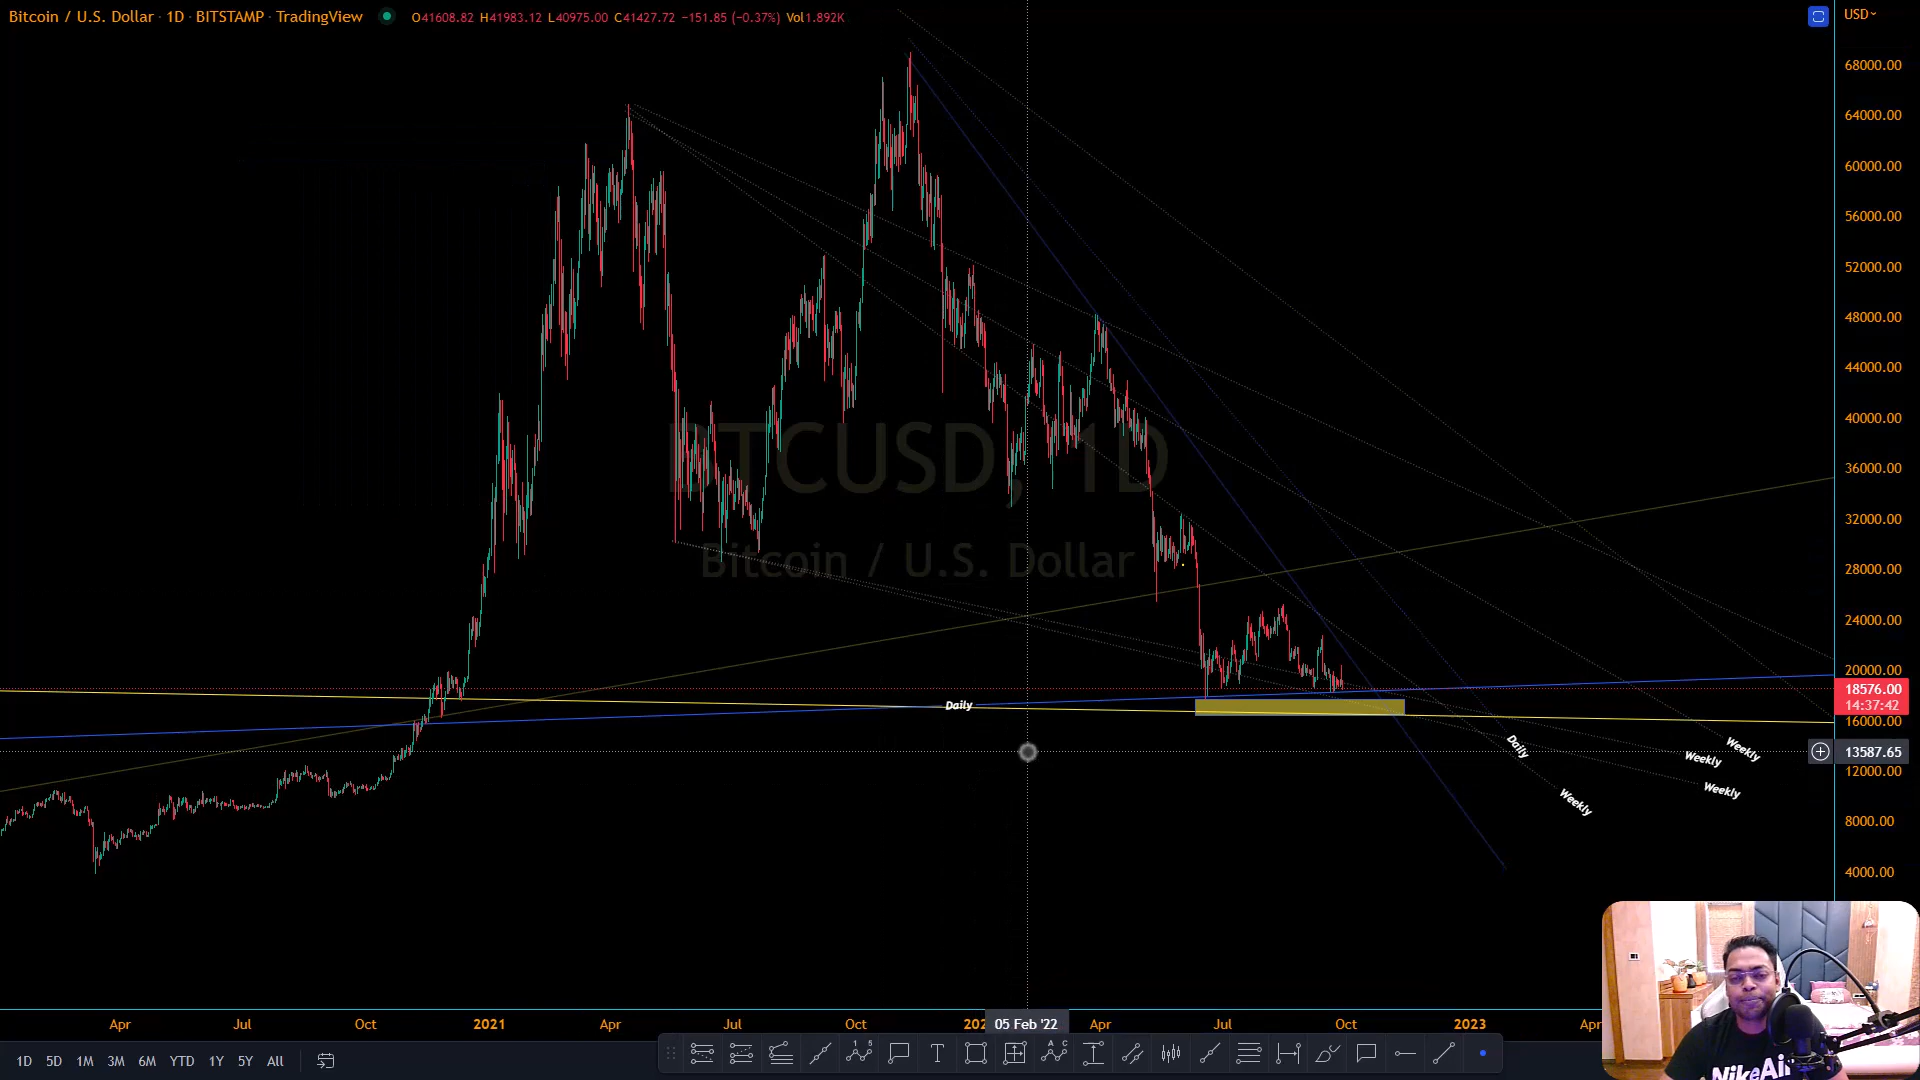 Bitcoin / U.S. Dollar · 1D · BITSTAMP · TradingView O41608.82 H41983.12 L40975.00 C41427.72 −151.85 (−0.37%) Vol1.892K
USD
68000.00
64000.00
60000.00
56000.00
52000.00
48000.00
44000.00
40000.00
36000.00
32000.00
28000.00
24000.00
20000.00
18576.00
14:37:42
16000.00
13587.65
12000.00
8000.00
4000.00
BTCUSD, 1D
Bitcoin / U.S. Dollar
Daily
Daily
Weekly
Weekly
Weekly
Weekly
Apr Jul Oct 2021 Apr Jul Oct 202 05 Feb '22 Apr Jul Oct 2023 Apr
1D 5D 1M 3M 6M YTD 1Y 5Y All
NikeAir